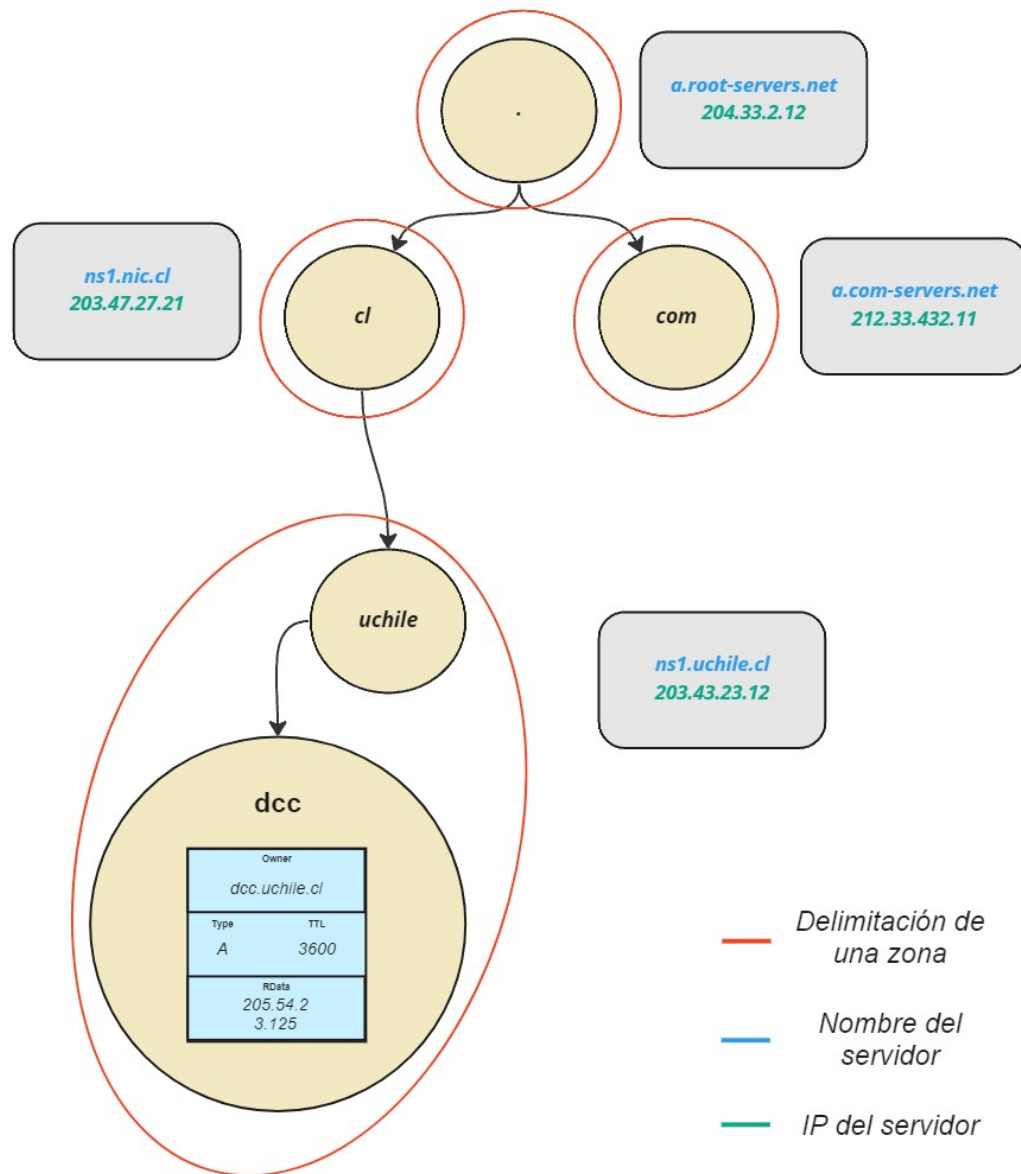 .
a.root-servers.net
204.33.2.12
ns1.nic.cl
203.47.27.21
cl
com
a.com-servers.net
212.33.432.11
uchile
ns1.uchile.cl
203.43.23.12
dcc
Owner
dcc.uchile.cl
Type TTL
A 3600
RData
205.54.2
3.125
Delimitación de
una zona
Nombre del
servidor
IP del servidor